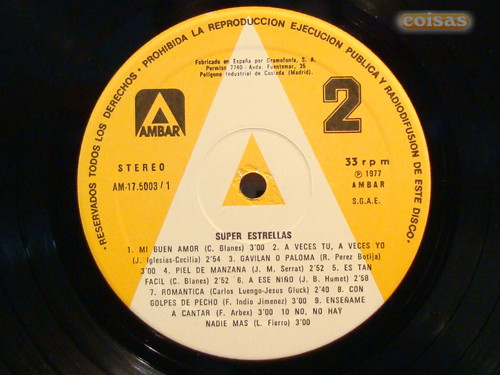 eoisas
• RESERVADOS TODOS LOS DERECHOS • PROHIBIDA LA REPRODUCCION EJECUCION PUBLICA Y RADIODIFUSION DE ESTE DISCO •
Fabricado en España por Gramofonía, S. A.
Permiso 7740 - Avda. Fuentemar, 35
Polígono Industrial de Coslada (Madrid).
AMBAR
2
STEREO
33 rpm
AM-17.5003/1
℗ 1977
AMBAR
S.G.A.E.
SUPER ESTRELLAS
1. MI BUEN AMOR (C. Blanes) 3'00 2. A VECES TU, A VECES YO
(J. Iglesias-Cecilia) 2'54 3. GAVILAN O PALOMA (R. Perez Botija)
3'00 4. PIEL DE MANZANA (J. M. Serrat) 2'52 5. ES TAN
FACIL (C. Blanes) 2'52 6. A ESE NIÑO (J. B. Humet) 2'58
7. ROMANTICA (Carlos Luengo-Jesus Gluck) 2'40 8. CON
GOLPES DE PECHO (F. Indio Jimenez) 3'00 9. ENSEÑAME
A CANTAR (F. Arbex) 3'00 10 NO, NO HAY
NADIE MAS (L. Fierro) 3'00